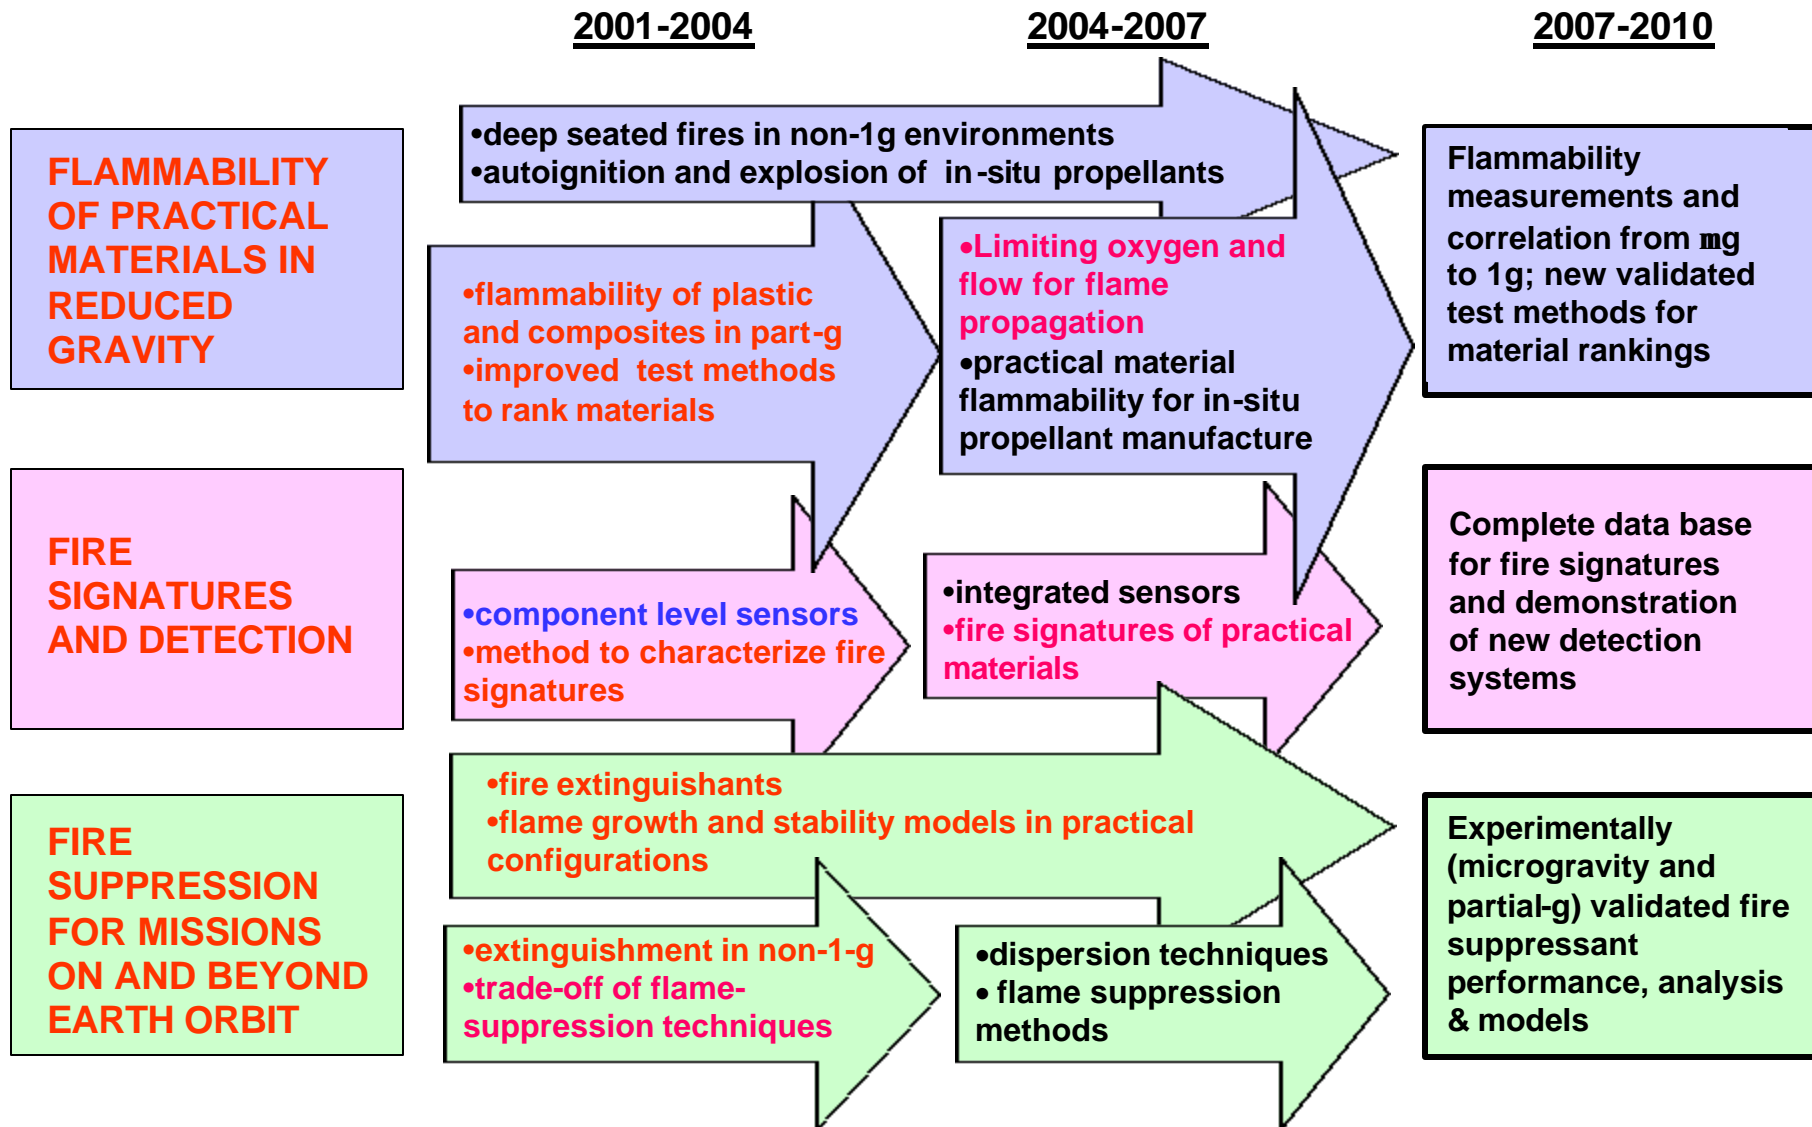 2001-2004
2004-2007
2007-2010
FLAMMABILITY
OF PRACTICAL
MATERIALS IN
REDUCED
GRAVITY
•deep seated fires in non-1g environments
•autoignition and explosion of in-situ propellants
•flammability of plastic
and composites in part-g
•improved test methods
to rank materials
•Limiting oxygen and
flow for flame
propagation
•practical material
flammability for in-situ
propellant manufacture
Flammability
measurements and
correlation from mg
to 1g; new validated
test methods for
material rankings
FIRE
SIGNATURES
AND DETECTION
•component level sensors
•method to characterize fire
signatures
•integrated sensors
•fire signatures of practical
materials
Complete data base
for fire signatures
and demonstration
of new detection
systems
FIRE
SUPPRESSION
FOR MISSIONS
ON AND BEYOND
EARTH ORBIT
•fire extinguishants
•flame growth and stability models in practical
configurations
•extinguishment in non-1-g
•trade-off of flame-
suppression techniques
•dispersion techniques
• flame suppression
methods
Experimentally
(microgravity and
partial-g) validated fire
suppressant
performance, analysis
& models